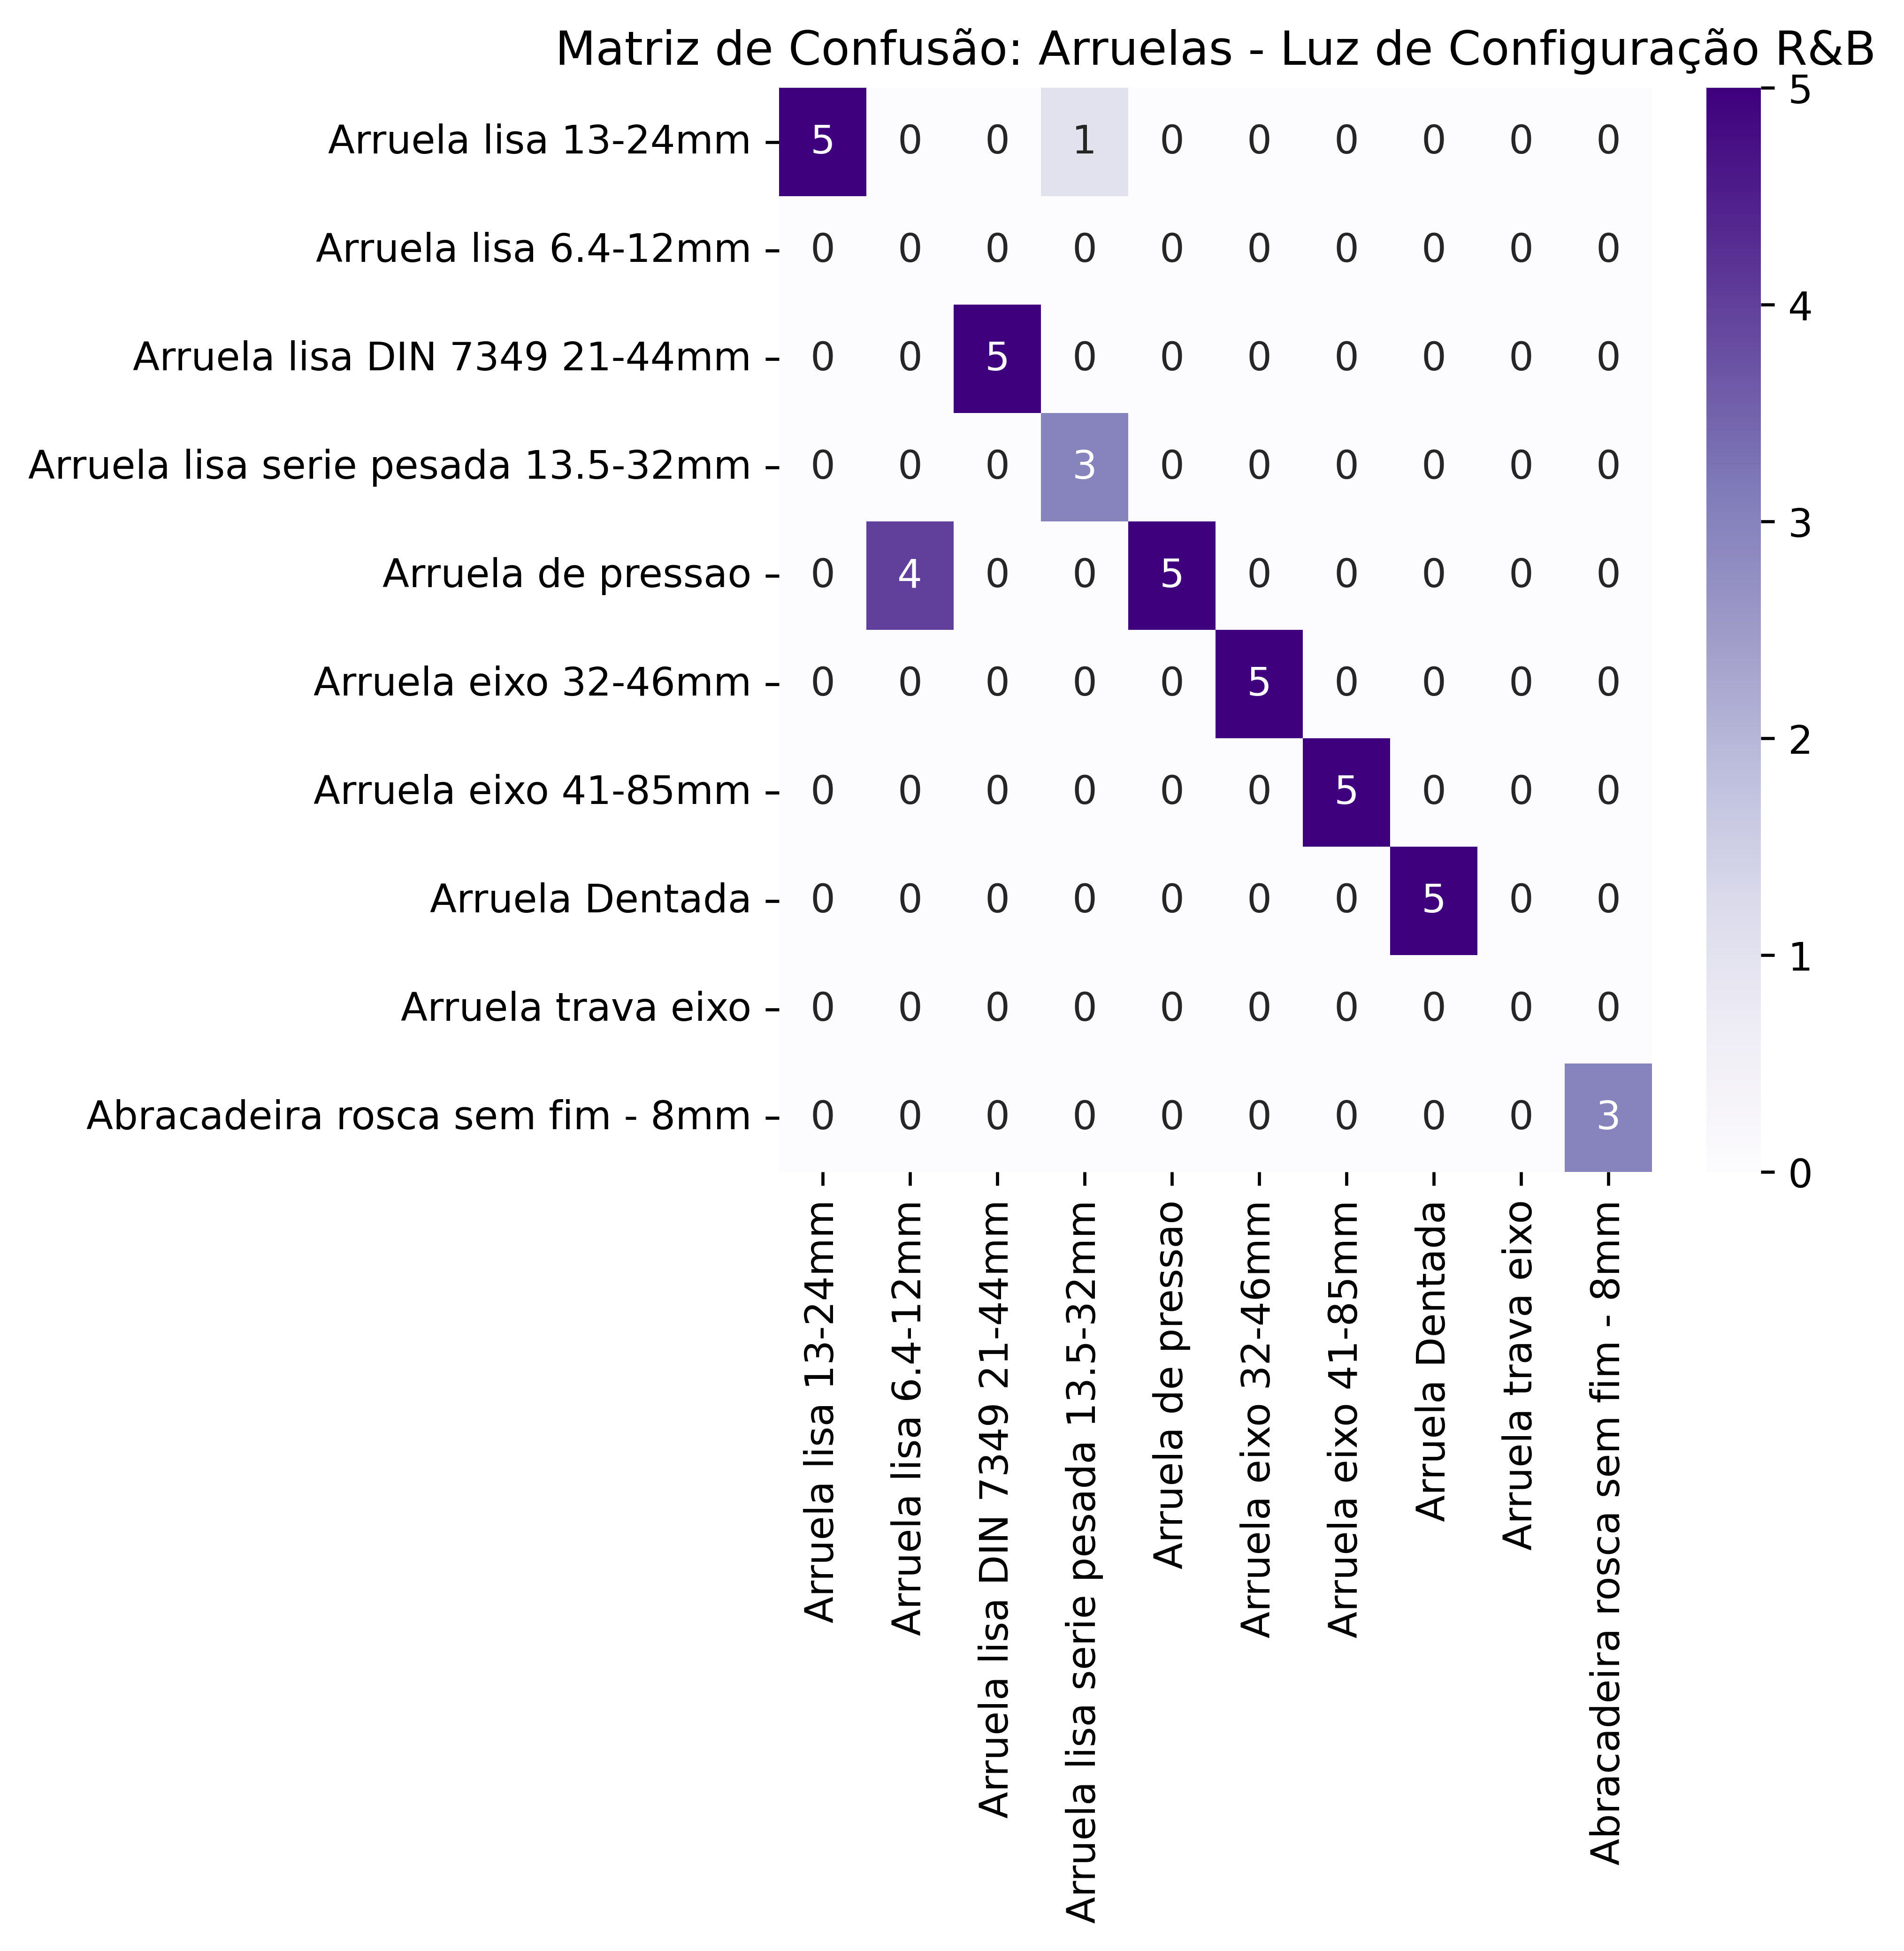 Matriz de Confusão: Arruelas - Luz de Configuração R&B
Arruela lisa 13-24mm 5 0 0 1 0 0 0 0 0 0
Arruela lisa 6.4-12mm 0 0 0 0 0 0 0 0 0 0
Arruela lisa DIN 7349 21-44mm 0 0 5 0 0 0 0 0 0 0
Arruela lisa serie pesada 13.5-32mm 0 0 0 3 0 0 0 0 0 0
Arruela de pressao 0 4 0 0 5 0 0 0 0 0
Arruela eixo 32-46mm 0 0 0 0 0 5 0 0 0 0
Arruela eixo 41-85mm 0 0 0 0 0 0 5 0 0 0
Arruela Dentada 0 0 0 0 0 0 0 5 0 0
Arruela trava eixo 0 0 0 0 0 0 0 0 0 0
Abracadeira rosca sem fim - 8mm 0 0 0 0 0 0 0 0 0 3
Arruela lisa 13-24mm
Arruela lisa 6.4-12mm
Arruela lisa DIN 7349 21-44mm
Arruela lisa serie pesada 13.5-32mm
Arruela de pressao
Arruela eixo 32-46mm
Arruela eixo 41-85mm
Arruela Dentada
Arruela trava eixo
Abracadeira rosca sem fim - 8mm
5
4
3
2
1
0